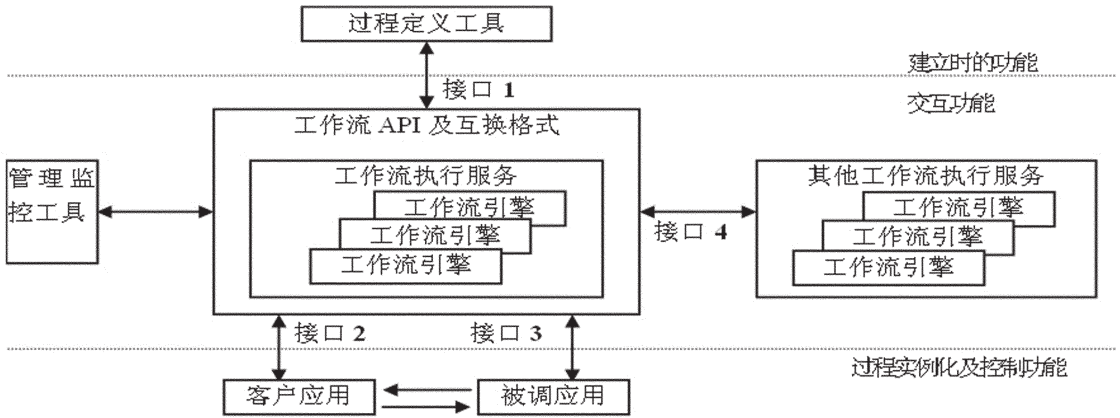 过程定义工具
建立时的功能
接口 1
交互功能
工作流 API 及互换格式
管理监
控工具
工作流执行服务
工作流引擎
工作流引擎
工作流引擎
接口 4
其他工作流执行服务
工作流引擎
工作流引擎
工作流引擎
接口 2
接口 3
过程实例化及控制功能
客户应用
被调应用